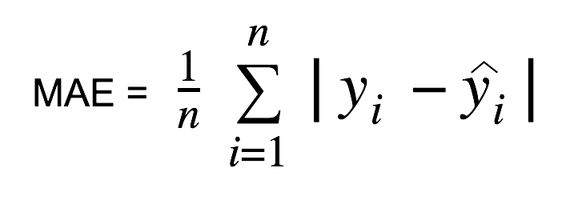 MAE = 1/n ∑_{i=1}^{n} | y_i − ŷ_i |